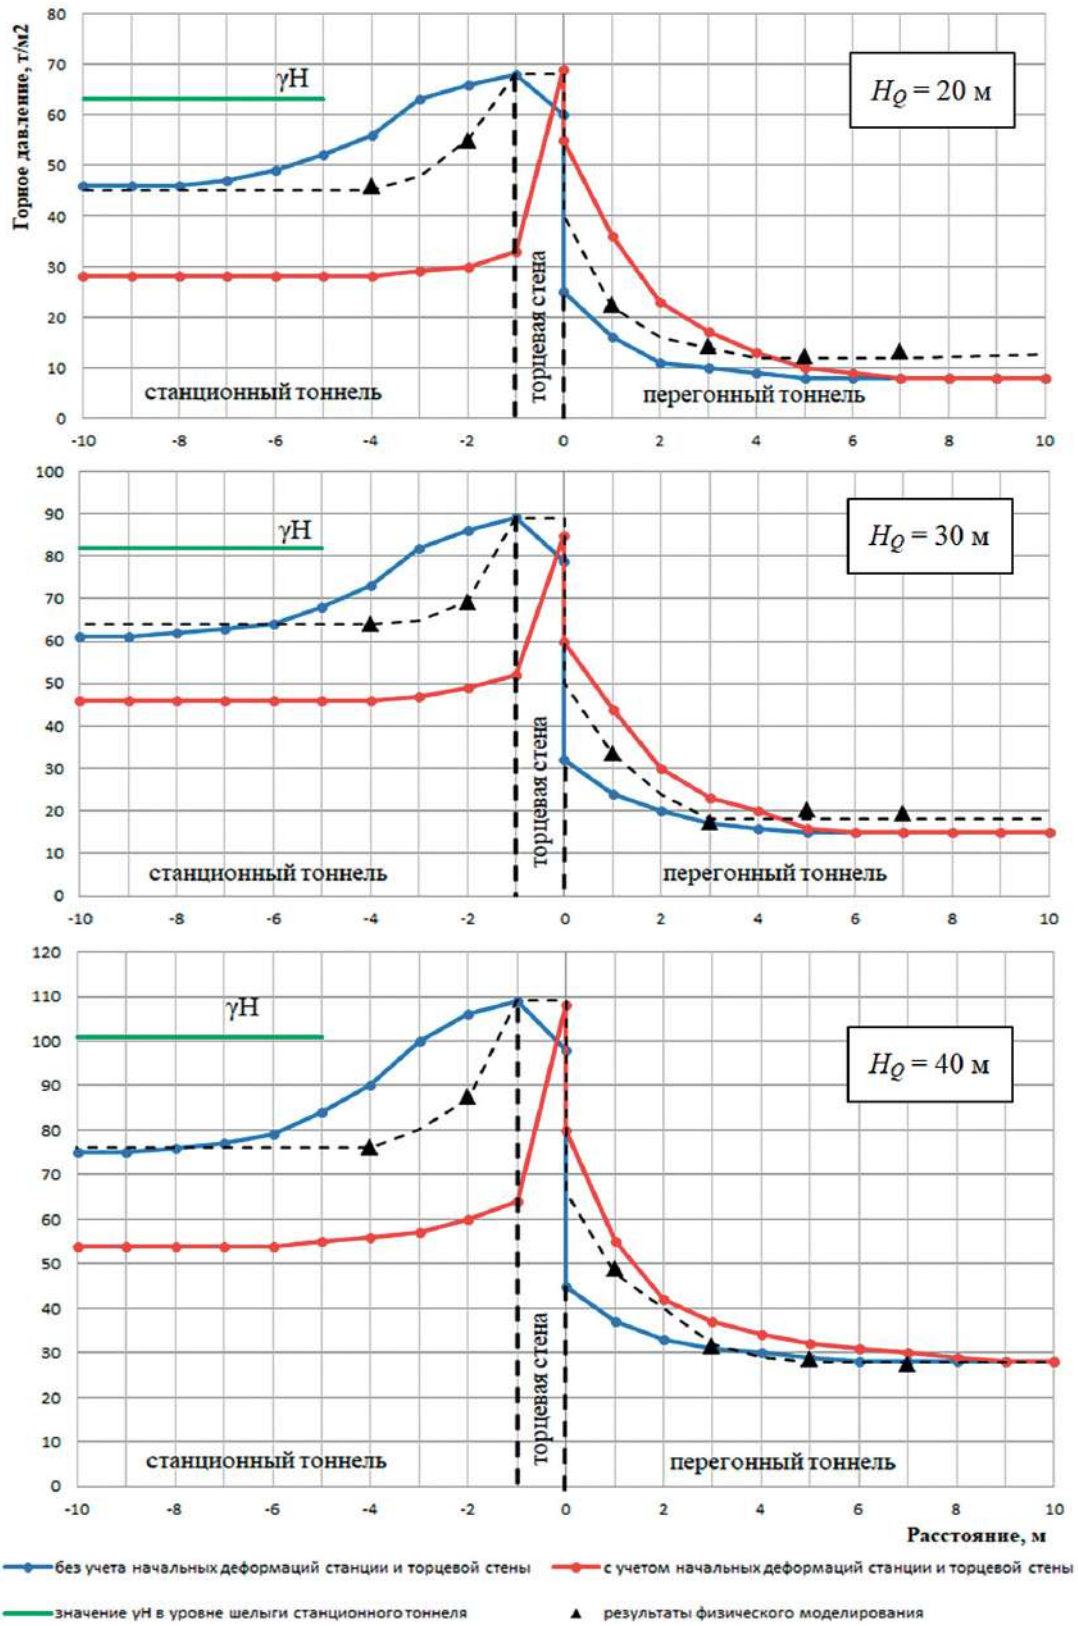 Горное давление, т/м2
80
70
60
50
40
30
20
10
0
γH
H_Q = 20 м
станционный тоннель
торцевая стена
перегонный тоннель
-10 -8 -6 -4 -2 0 2 4 6 8 10
100
90
80
70
60
50
40
30
20
10
0
γH
H_Q = 30 м
станционный тоннель
торцевая стена
перегонный тоннель
-10 -8 -6 -4 -2 0 2 4 6 8 10
120
110
100
90
80
70
60
50
40
30
20
10
0
γH
H_Q = 40 м
станционный тоннель
торцевая стена
перегонный тоннель
-10 -8 -6 -4 -2 0 2 4 6 8 10
Расстояние, м
без учета начальных деформаций станции и торцевой стены
с учетом начальных деформаций станции и торцевой стены
значение γH в уровне шелыги станционного тоннеля
результаты физического моделирования